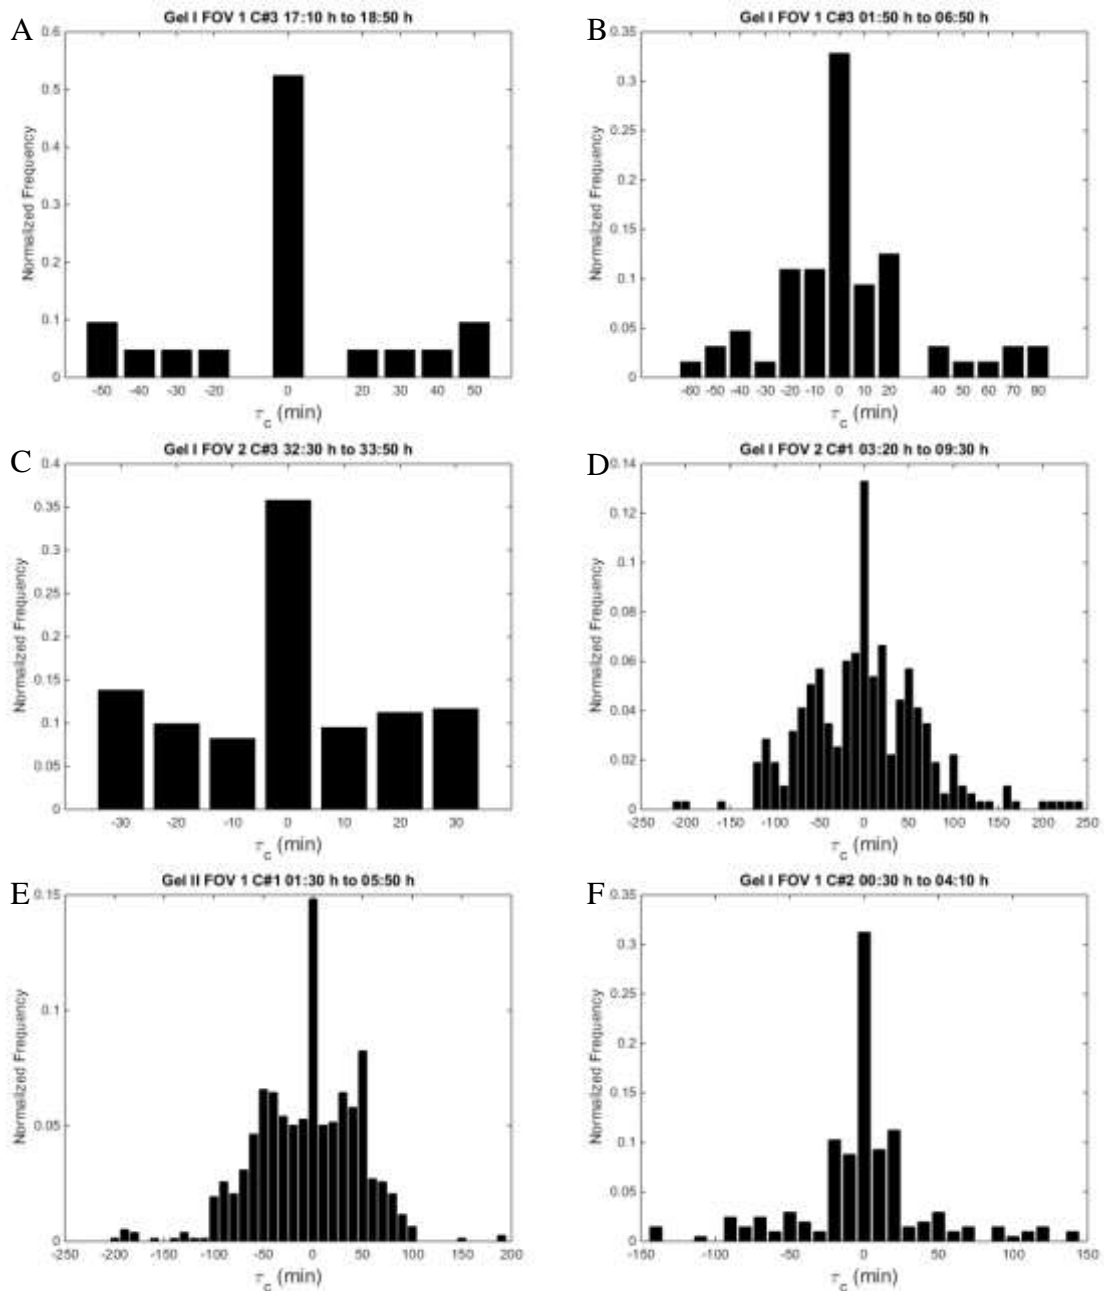 A
Gel I FOV 1 C#3 17:10 h to 18:50 h
0.6
0.5
0.4
0.3
0.2
0.1
0
Normalized Frequency
-50 -40 -30 -20 0 20 30 40 50
τc (min)
B
Gel I FOV 1 C#3 01:50 h to 06:50 h
0.35
0.3
0.25
0.2
0.15
0.1
0.05
0
Normalized Frequency
-60 -50 -40 -30 -20 -10 0 10 20 40 50 60 70 80
τc (min)
C
Gel I FOV 2 C#3 32:30 h to 33:50 h
0.4
0.35
0.3
0.25
0.2
0.15
0.1
0.05
0
Normalized Frequency
-30 -20 -10 0 10 20 30
τc (min)
D
Gel I FOV 2 C#1 03:20 h to 09:30 h
0.14
0.12
0.1
0.08
0.06
0.04
0.02
0
Normalized Frequency
-250 -200 -150 -100 -50 0 50 100 150 200 250
τc (min)
E
Gel II FOV 1 C#1 01:30 h to 05:50 h
0.15
0.1
0.05
0
Normalized Frequency
-250 -200 -150 -100 -50 0 50 100 150 200
τc (min)
F
Gel I FOV 1 C#2 00:30 h to 04:10 h
0.35
0.3
0.25
0.2
0.15
0.1
0.05
0
Normalized Frequency
-150 -100 -50 0 50 100 150
τc (min)